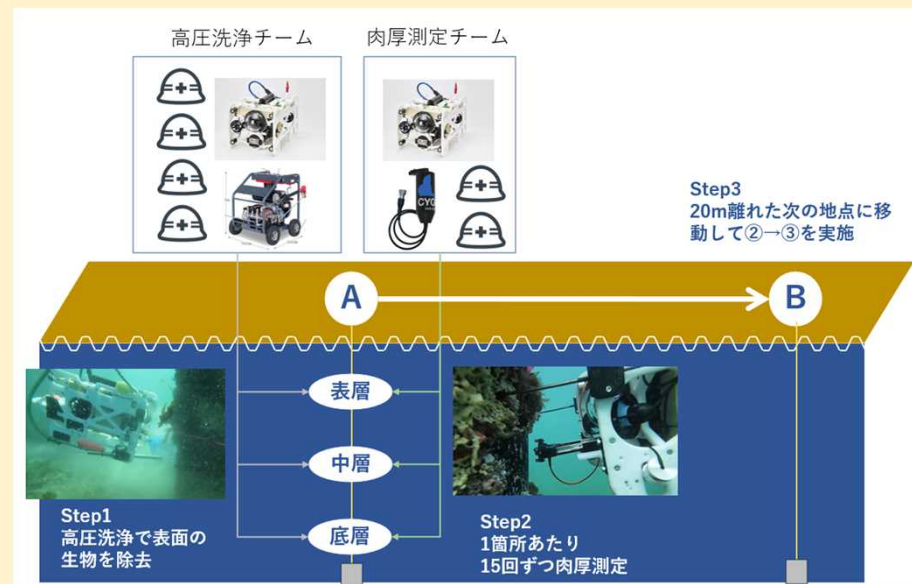 高圧洗浄チーム
肉厚測定チーム
CYG
Step3
20m離れた次の地点に移
動して②→③を実施
A
B
表層
中層
底層
Step1
高圧洗浄で表面の
生物を除去
Step2
1箇所あたり
15回ずつ肉厚測定